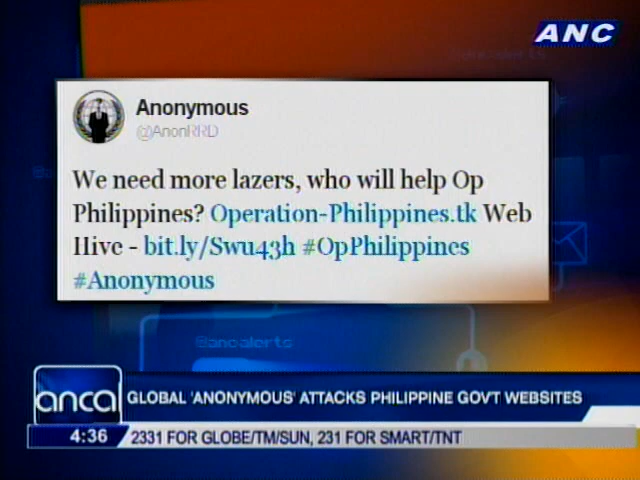 ANC
Anonymous
@AnonRRD
We need more lazers, who will help Op
Philippines? Operation-Philippines.tk Web
Hive - bit.ly/Swu43h #OpPhilippines
#Anonymous
@ancalerts
anca
GLOBAL 'ANONYMOUS' ATTACKS PHILIPPINE GOV'T WEBSITES
4:36 2331 FOR GLOBE/TM/SUN, 231 FOR SMART/TNT